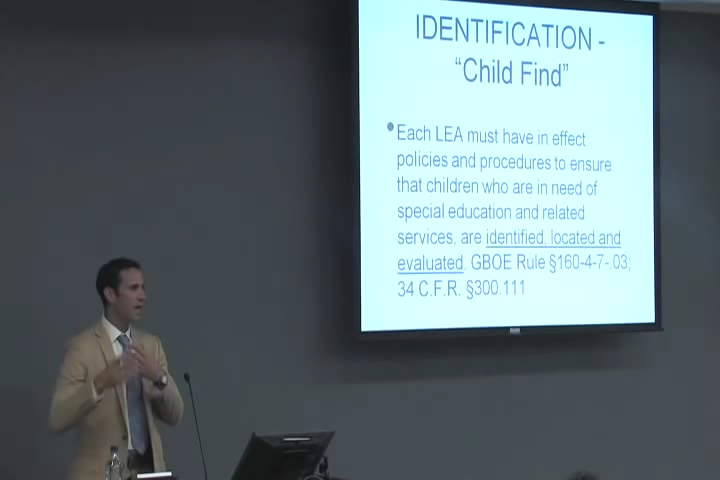 IDENTIFICATION -
“Child Find”
• Each LEA must have in effect
policies and procedures to ensure
that children who are in need of
special education and related
services, are identified, located and
evaluated. GBOE Rule §160-4-7-.03;
34 C.F.R. §300.111